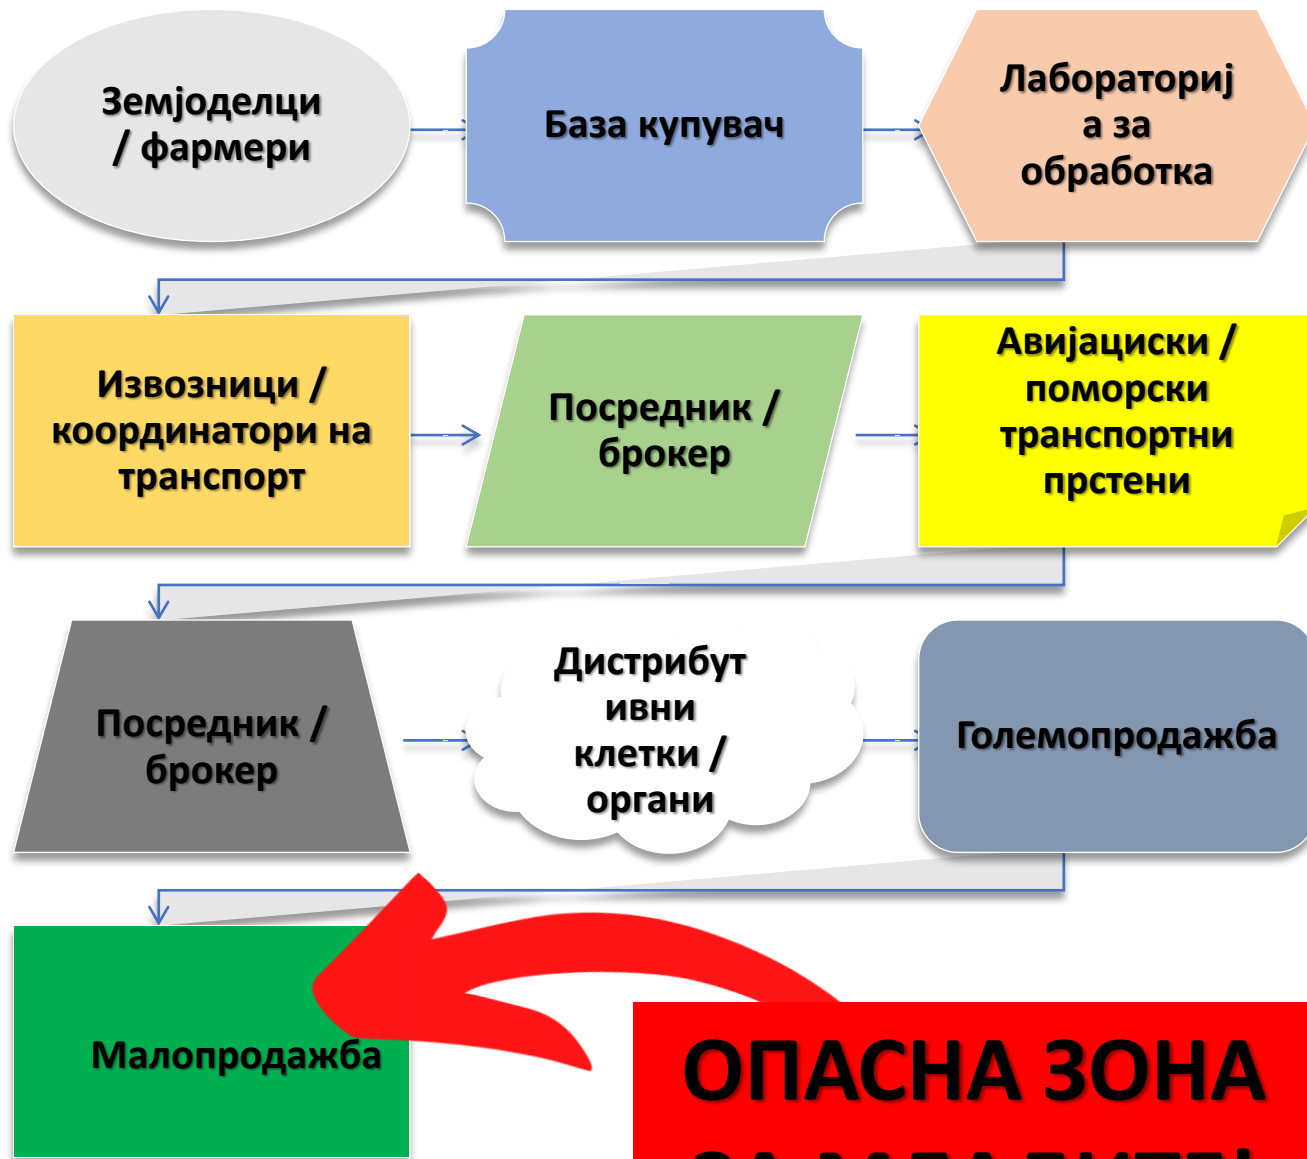 Земјоделци
/ фармери
База купувач
Лабораториј
а за
обработка
Извозници /
координатори на
транспорт
Посредник /
брокер
Авијациски /
поморски
транспортни
прстени
Посредник /
брокер
Дистрибут
ивни
клетки /
органи
Големопродажба
Малопродажба
ОПАСНА ЗОНА